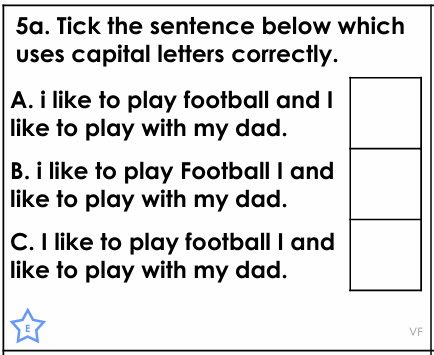 5a. Tick the sentence below which
uses capital letters correctly.
A. i like to play football and I
like to play with my dad.
B. i like to play Football I and
like to play with my dad.
C. I like to play football I and
like to play with my dad.
E
VF